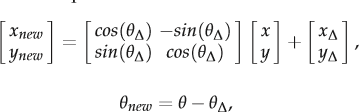 [x_new y_new] = [cos(θ_Δ) −sin(θ_Δ) sin(θ_Δ) cos(θ_Δ)] [x y] + [x_Δ y_Δ],
θ_new = θ − θ_Δ,